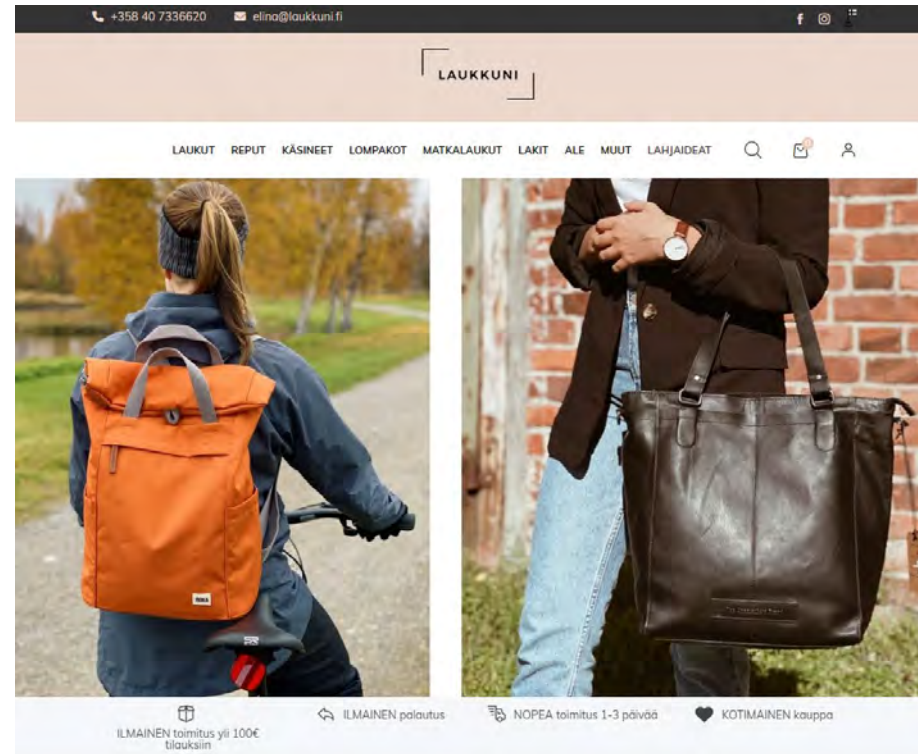 +358 40 7336620 elina@laukkuni.fi
LAUKKUNI
LAUKUT REPUT KÄSINEET LOMPAKOT MATKALAUKUT LAKIT ALE MUUT LAHJAIDEAT
ROKA
ILMAINEN toimitus yli 100€
tilauksiin
ILMAINEN palautus
NOPEA toimitus 1-3 päivää
KOTIMAINEN kauppa